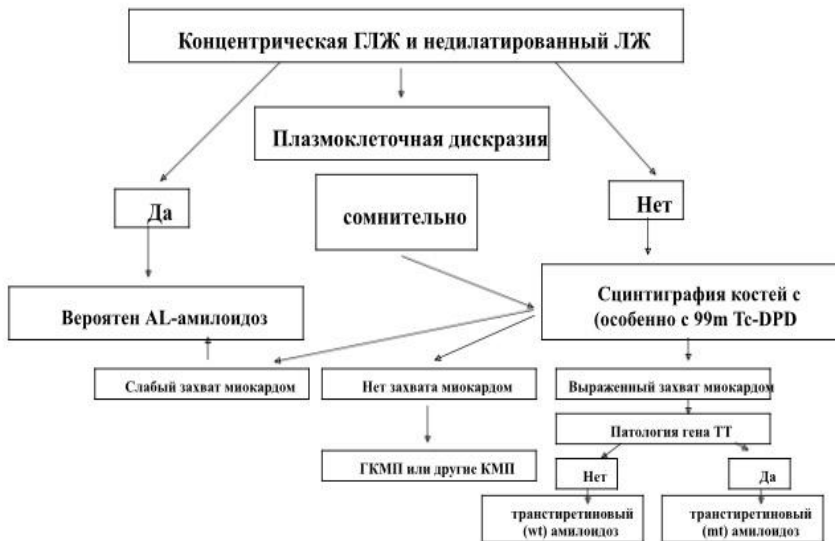 Концентрическая ГЛЖ и недилатированный ЛЖ
Плазмоклеточная дискразия
Да
сомнительно
Нет
Вероятен AL-амилоидоз
Сцинтиграфия костей с
(особенно с 99m Tc-DPD
Слабый захват миокардом
Нет захвата миокардом
Выраженный захват миокардом
Патология гена ТТ
ГКМП или другие КМП
Нет
Да
транстиретиновый
(wt) амилоидоз
транстиретиновый
(mt) амилоидоз